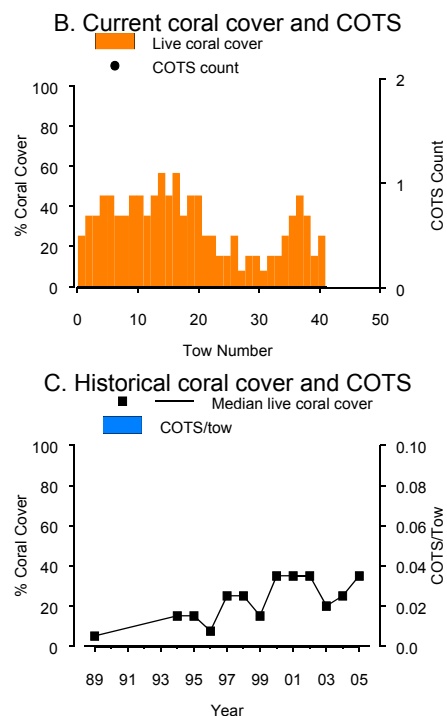 B. Current coral cover and COTS
Live coral cover
COTS count
100
80
60
40
20
0
% Coral Cover
2
1
0
COTS Count
0 10 20 30 40 50
Tow Number
C. Historical coral cover and COTS
Median live coral cover
COTS/tow
100
80
60
40
20
0
% Coral Cover
0.10
0.08
0.06
0.04
0.02
0.0
COTS/Tow
89 91 93 95 97 99 01 03 05
Year